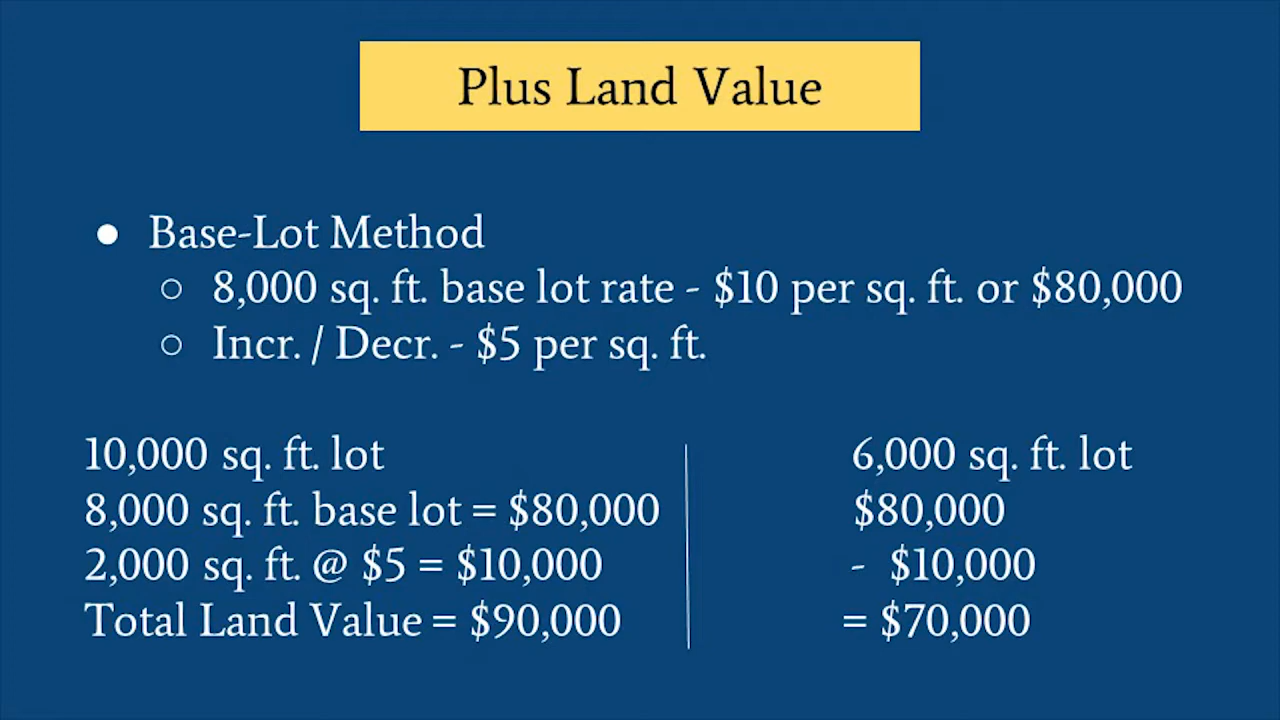 Plus Land Value
● Base-Lot Method
○ 8,000 sq. ft. base lot rate - $10 per sq. ft. or $80,000
○ Incr. / Decr. - $5 per sq. ft.
10,000 sq. ft. lot
8,000 sq. ft. base lot = $80,000
2,000 sq. ft. @ $5 = $10,000
Total Land Value = $90,000
6,000 sq. ft. lot
$80,000
- $10,000
= $70,000